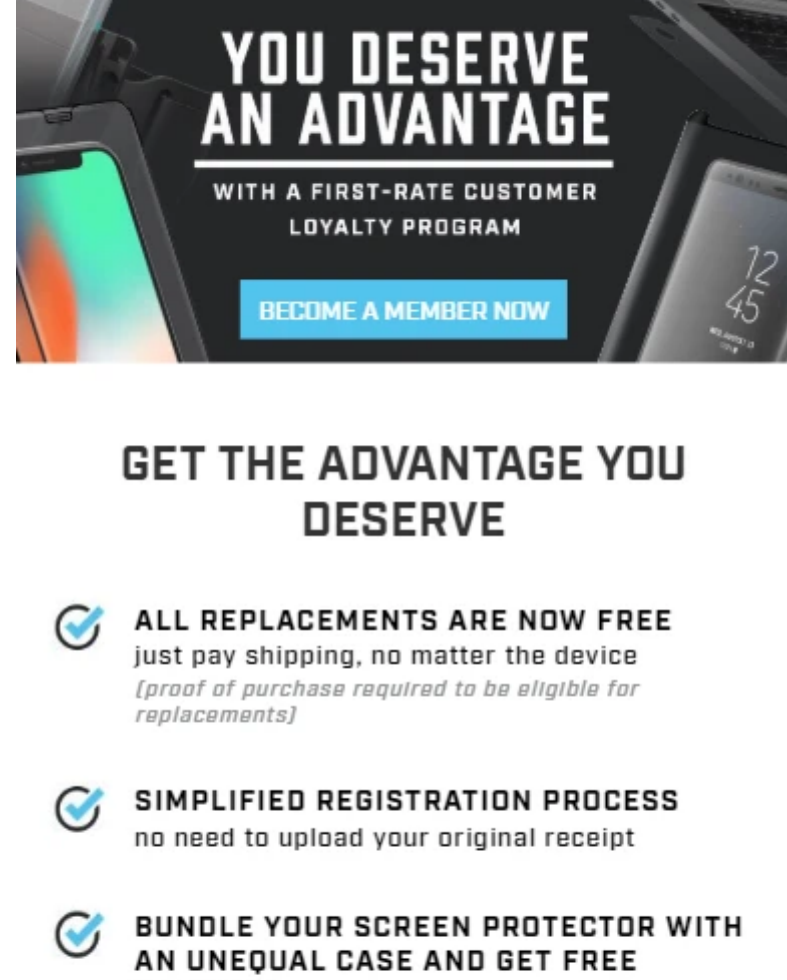 YOU DESERVE
AN ADVANTAGE
WITH A FIRST-RATE CUSTOMER
LOYALTY PROGRAM
BECOME A MEMBER NOW
12
45
GET THE ADVANTAGE YOU
DESERVE
ALL REPLACEMENTS ARE NOW FREE
just pay shipping, no matter the device
(proof of purchase required to be eligible for
replacements)
SIMPLIFIED REGISTRATION PROCESS
no need to upload your original receipt
BUNDLE YOUR SCREEN PROTECTOR WITH
AN UNEQUAL CASE AND GET FREE